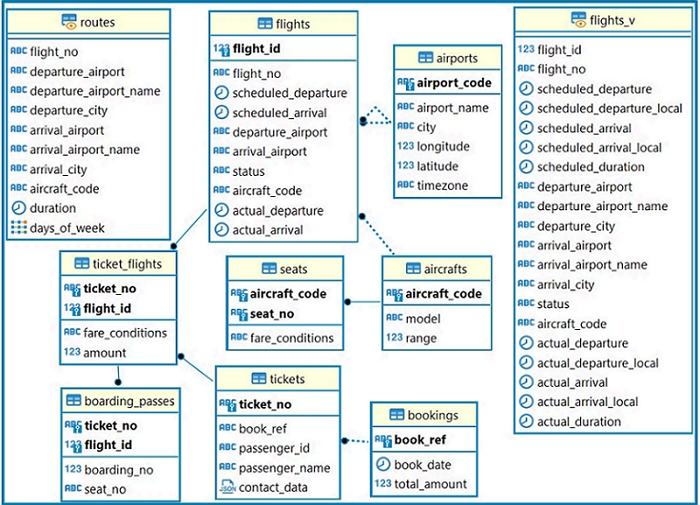 routes
ABC flight_no
ABC departure_airport
ABC departure_airport_name
ABC departure_city
ABC arrival_airport
ABC arrival_airport_name
ABC arrival_city
ABC aircraft_code
duration
days_of_week
flights
123 flight_id
ABC flight_no
scheduled_departure
scheduled_arrival
ABC departure_airport
ABC arrival_airport
ABC status
ABC aircraft_code
actual_departure
actual_arrival
airports
ABC airport_code
ABC airport_name
ABC city
123 longitude
123 latitude
ABC timezone
flights_v
123 flight_id
ABC flight_no
scheduled_departure
scheduled_departure_local
scheduled_arrival
scheduled_arrival_local
scheduled_duration
ABC departure_airport
ABC departure_airport_name
ABC departure_city
ABC arrival_airport
ABC arrival_airport_name
ABC arrival_city
ABC status
ABC aircraft_code
actual_departure
actual_departure_local
actual_arrival
actual_arrival_local
actual_duration
ticket_flights
ABC ticket_no
123 flight_id
ABC fare_conditions
123 amount
seats
ABC aircraft_code
ABC seat_no
ABC fare_conditions
aircrafts
ABC aircraft_code
ABC model
123 range
boarding_passes
ABC ticket_no
123 flight_id
123 boarding_no
ABC seat_no
tickets
ABC ticket_no
ABC book_ref
ABC passenger_id
ABC passenger_name
JSON contact_data
bookings
ABC book_ref
book_date
123 total_amount